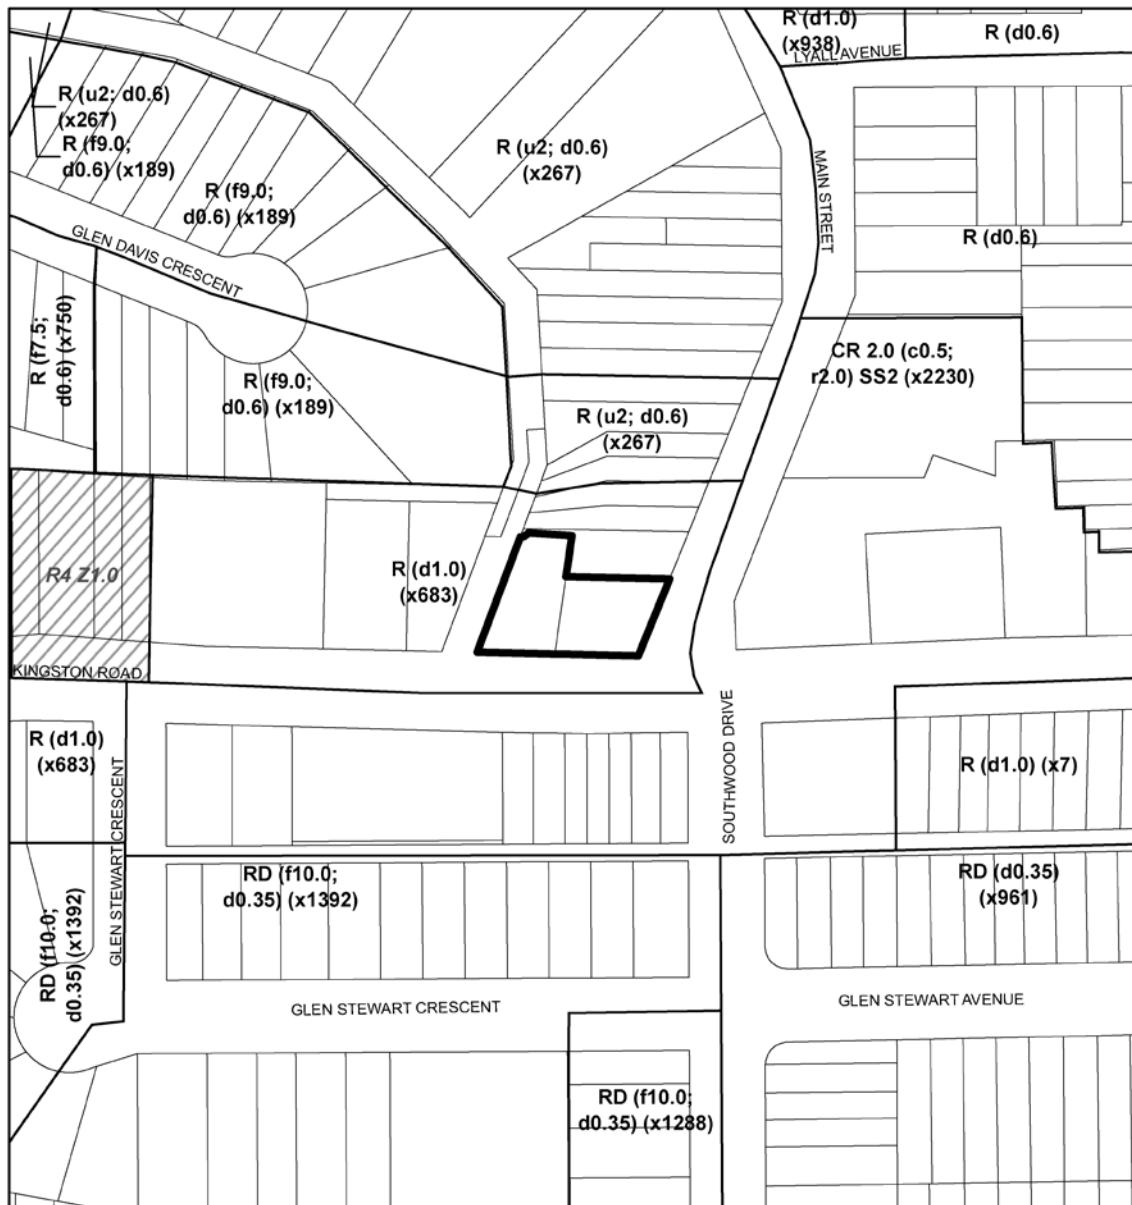 R (d1.0)
(x938)
R (d0.6)
LYALL AVENUE
R (u2; d0.6)
(x267)
R (f9.0;
d0.6) (x189)
R (u2; d0.6)
(x267)
MAIN STREET
R (f9.0;
d0.6) (x189)
GLEN DAVIS CRESCENT
R (d0.6)
R (f7.5;
d0.6) (x750)
CR 2.0 (c0.5;
r2.0) SS2 (x2230)
R (f9.0;
d0.6) (x189)
R (u2; d0.6)
(x267)
R4 Z1.0
R (d1.0)
(x683)
KINGSTON ROAD
SOUTHWOOD DRIVE
R (d1.0)
(x683)
GLEN STEWART CRESCENT
R (d1.0) (x7)
RD (f10.0;
d0.35) (x1392)
RD (d0.35)
(x961)
RD (f10.0;
d0.35) (x1392)
GLEN STEWART CRESCENT
GLEN STEWART AVENUE
RD (f10.0;
d0.35) (x1288)